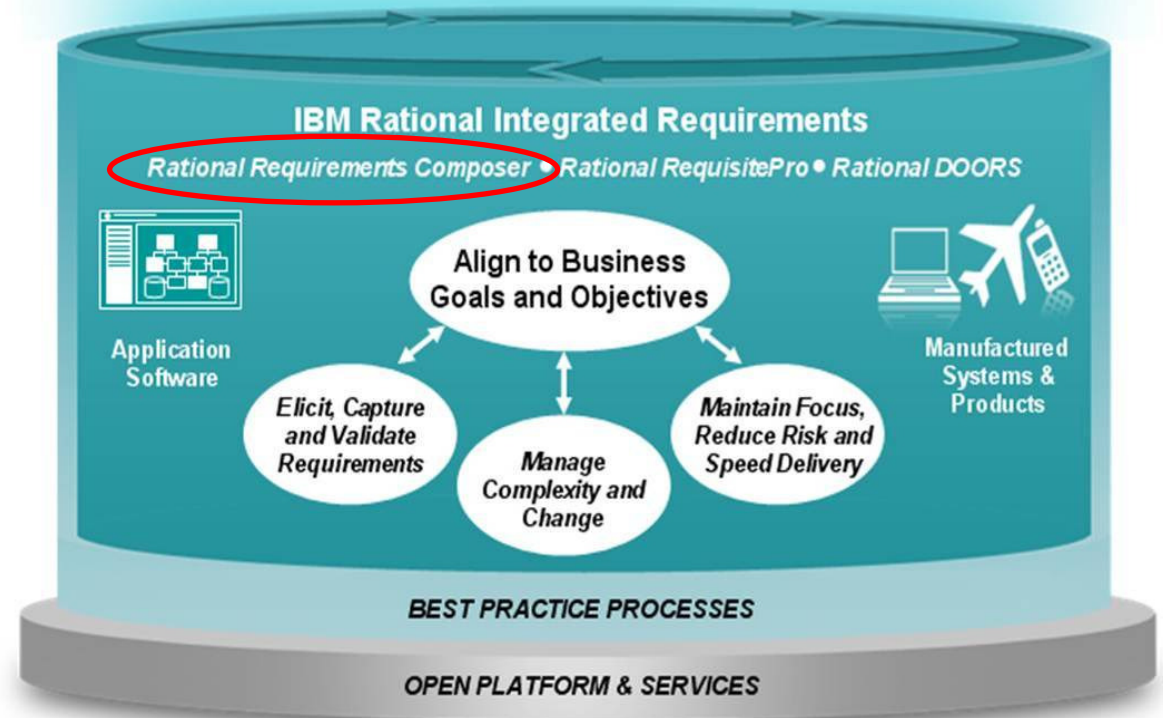 IBM Rational Integrated Requirements
Rational Requirements Composer • Rational RequisitePro • Rational DOORS
Align to Business
Goals and Objectives
Application
Software
Manufactured
Systems &
Products
Elicit, Capture
and Validate
Requirements
Manage
Complexity and
Change
Maintain Focus,
Reduce Risk and
Speed Delivery
BEST PRACTICE PROCESSES
OPEN PLATFORM & SERVICES